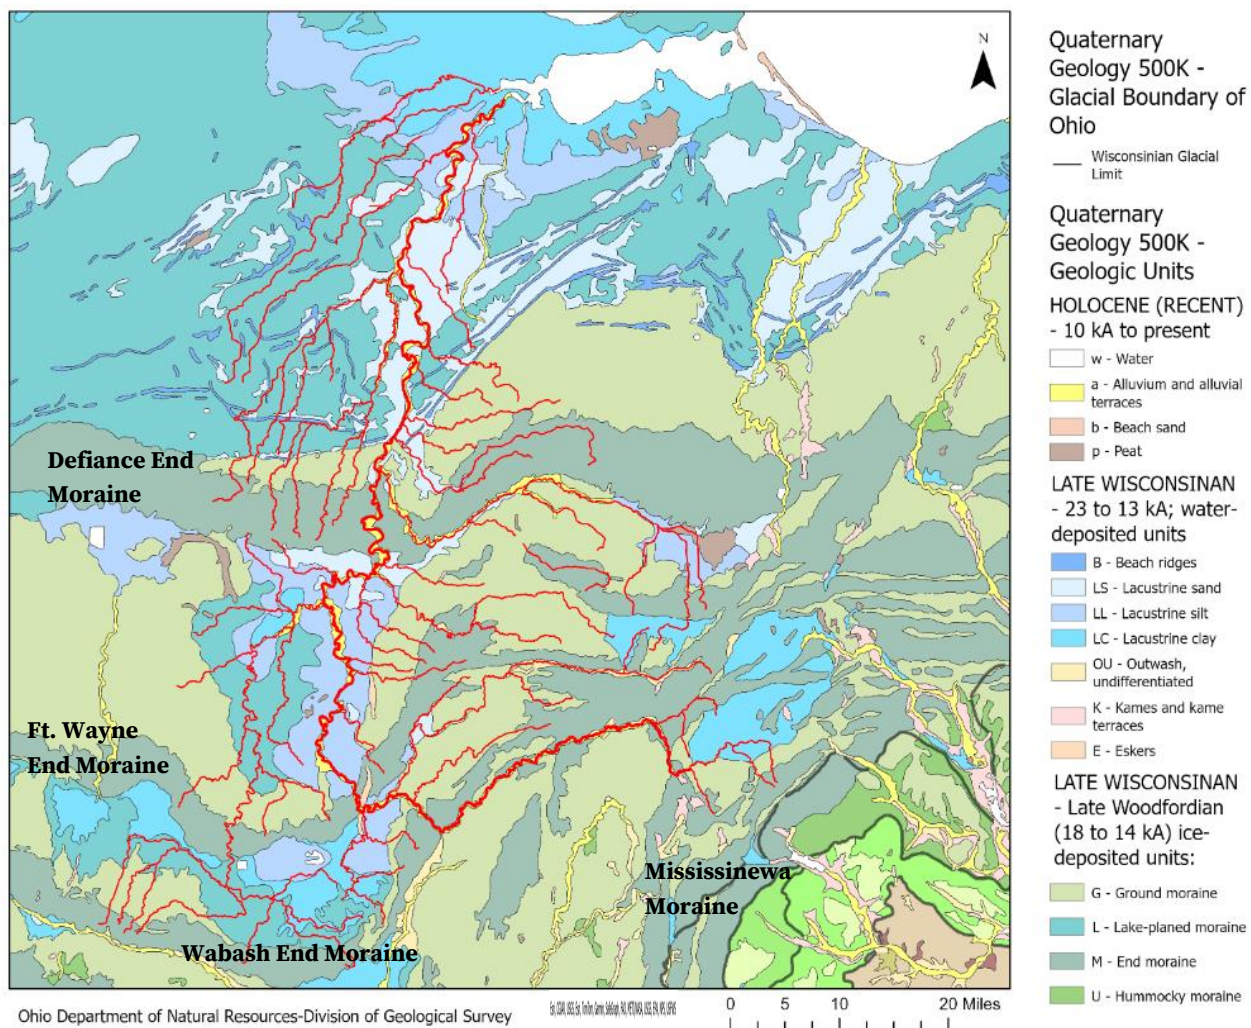 N
Defiance End
Moraine
Ft. Wayne
End Moraine
Mississinewa
Moraine
Wabash End Moraine
Quaternary
Geology 500K -
Glacial Boundary of
Ohio
Wisconsinian Glacial
Limit
Quaternary
Geology 500K -
Geologic Units
HOLOCENE (RECENT)
- 10 kA to present
w - Water
a - Alluvium and alluvial
terraces
b - Beach sand
p - Peat
LATE WISCONSINAN
- 23 to 13 kA; water-
deposited units
B - Beach ridges
LS - Lacustrine sand
LL - Lacustrine silt
LC - Lacustrine clay
OU - Outwash,
undifferentiated
K - Kames and kame
terraces
E - Eskers
LATE WISCONSINAN
- Late Woodfordian
(18 to 14 kA) ice-
deposited units:
G - Ground moraine
L - Lake-planed moraine
M - End moraine
U - Hummocky moraine
Ohio Department of Natural Resources-Division of Geological Survey
0 5 10 20 Miles